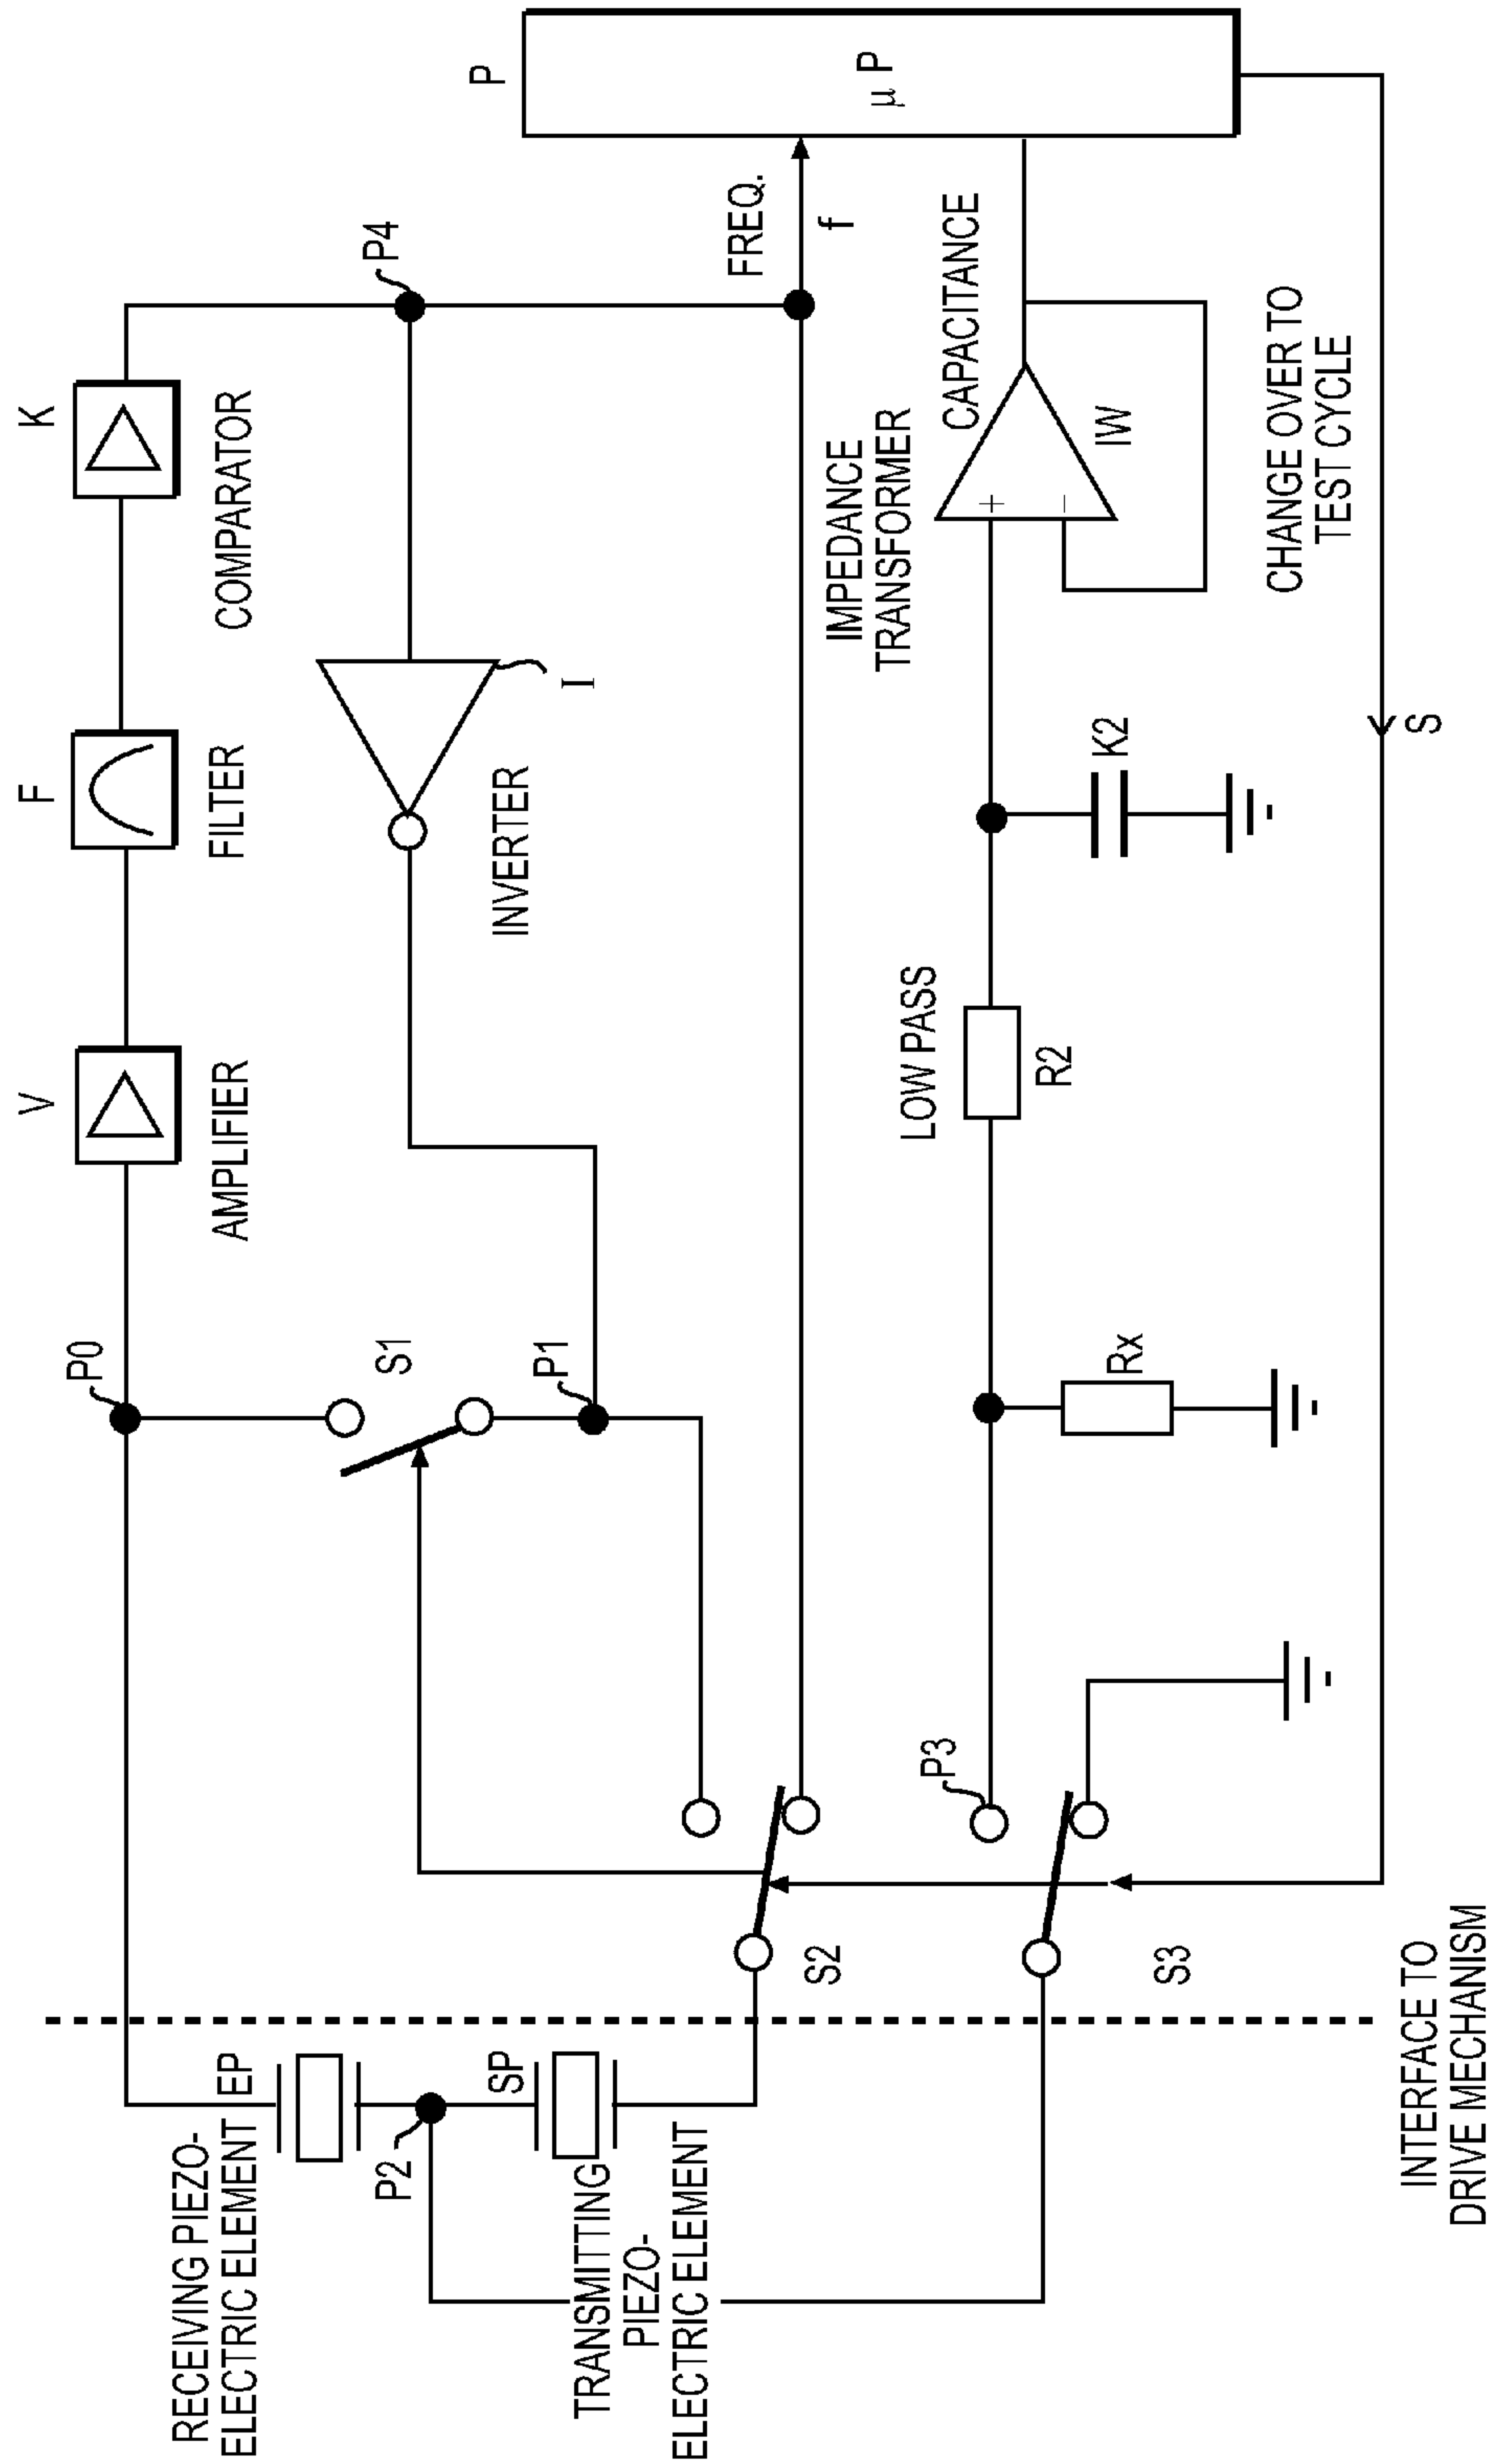 V
F
K
AMPLIFIER
FILTER
COMPARATOR
P0
P4
S1
P1
I
INVERTER
P
µP
RECEIVING PIEZO-
ELECTRIC ELEMENT
EP
P2
SP
TRANSMITTING
PIEZO-
ELECTRIC ELEMENT
FREQ.
f
S2
P3
LOW PASS
R2
Rx
K2
IMPEDANCE
TRANSFORMER
CAPACITANCE
+
−
IW
S3
CHANGE OVER TO
TEST CYCLE
S
INTERFACE TO
DRIVE MECHANISM